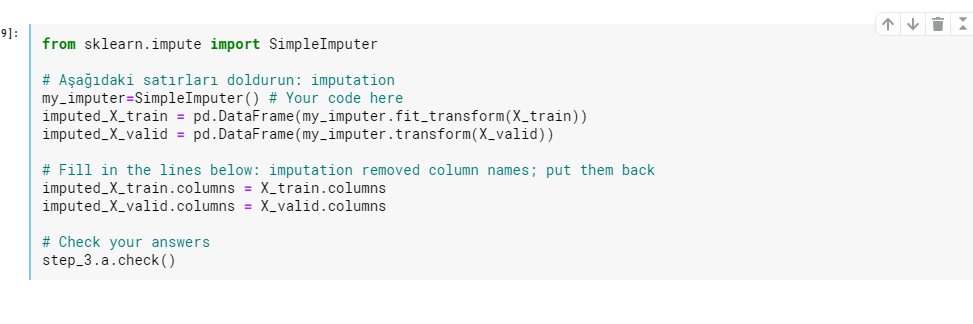 9]:
from sklearn.impute import SimpleImputer
# Aşağıdaki satırları doldurun: imputation
my_imputer=SimpleImputer() # Your code here
imputed_X_train = pd.DataFrame(my_imputer.fit_transform(X_train))
imputed_X_valid = pd.DataFrame(my_imputer.transform(X_valid))
# Fill in the lines below: imputation removed column names; put them back
imputed_X_train.columns = X_train.columns
imputed_X_valid.columns = X_valid.columns
# Check your answers
step_3.a.check()